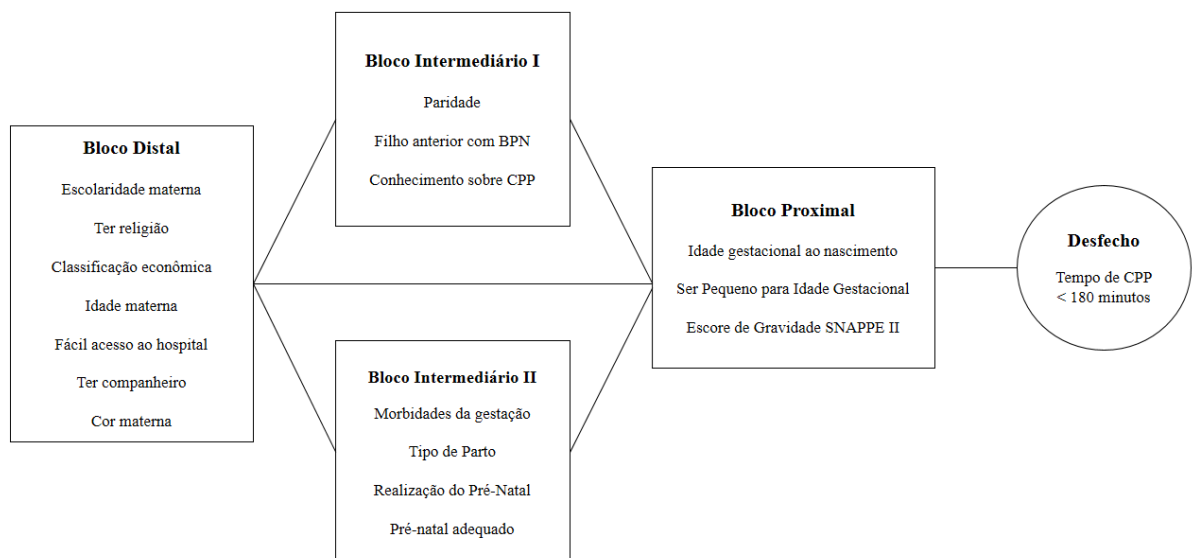 Bloco Distal
Escolaridade materna
Ter religião
Classificação econômica
Idade materna
Fácil acesso ao hospital
Ter companheiro
Cor materna
Bloco Intermediário I
Paridade
Filho anterior com BPN
Conhecimento sobre CPP
Bloco Intermediário II
Morbidades da gestação
Tipo de Parto
Realização do Pré-Natal
Pré-natal adequado
Bloco Proximal
Idade gestacional ao nascimento
Ser Pequeno para Idade Gestacional
Escore de Gravidade SNAPPE II
Desfecho
Tempo de CPP
< 180 minutos